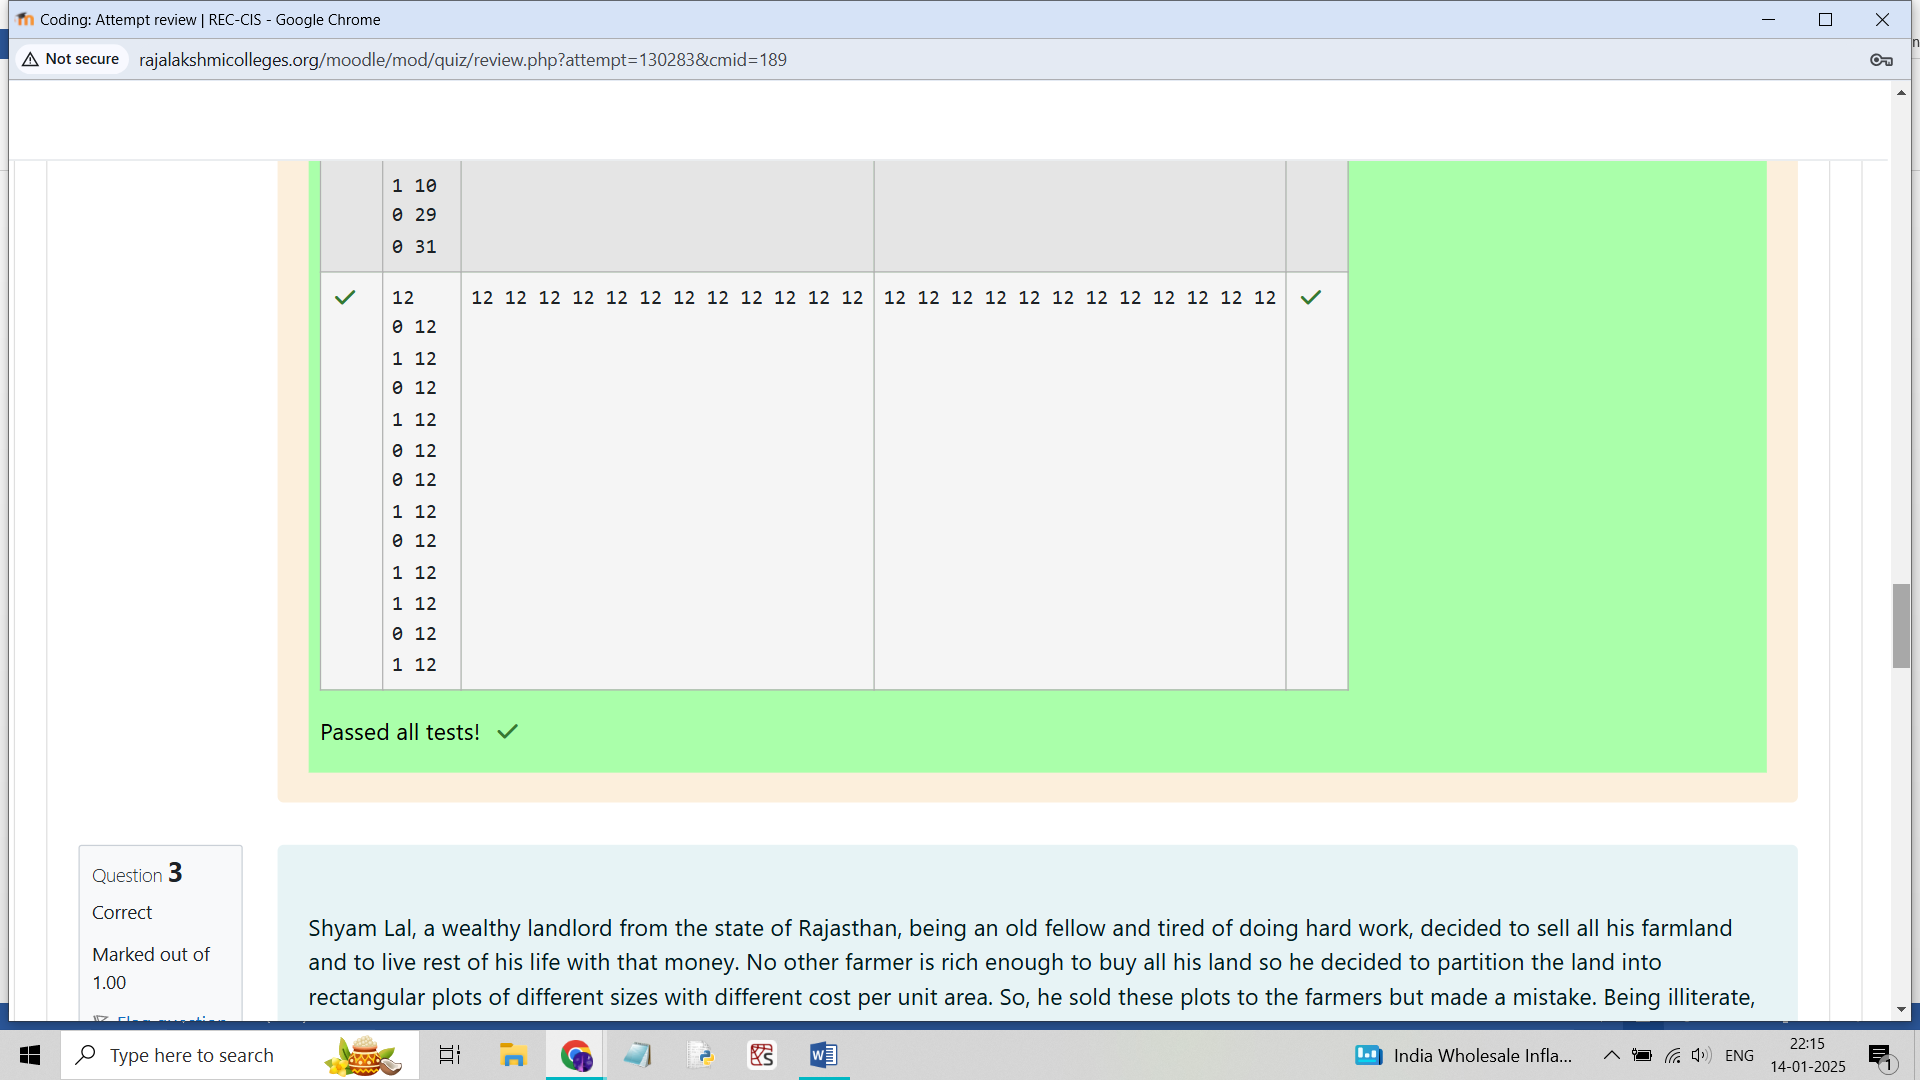 Coding: Attempt review | REC-CIS - Google Chrome
Not secure
rajalakshmicolleges.org/moodle/mod/quiz/review.php?attempt=130283&cmid=189
1 10
0 29
0 31
12
0 12
1 12
0 12
1 12
0 12
0 12
1 12
0 12
1 12
1 12
0 12
1 12
12 12 12 12 12 12 12 12 12 12 12 12
12 12 12 12 12 12 12 12 12 12 12 12
Passed all tests!
Question 3
Correct
Marked out of
1.00
Flag question
Shyam Lal, a wealthy landlord from the state of Rajasthan, being an old fellow and tired of doing hard work, decided to sell all his farmland
and to live rest of his life with that money. No other farmer is rich enough to buy all his land so he decided to partition the land into
rectangular plots of different sizes with different cost per unit area. So, he sold these plots to the farmers but made a mistake. Being illiterate,
Type here to search
India Wholesale Infla...
ENG
22:15
14-01-2025
1